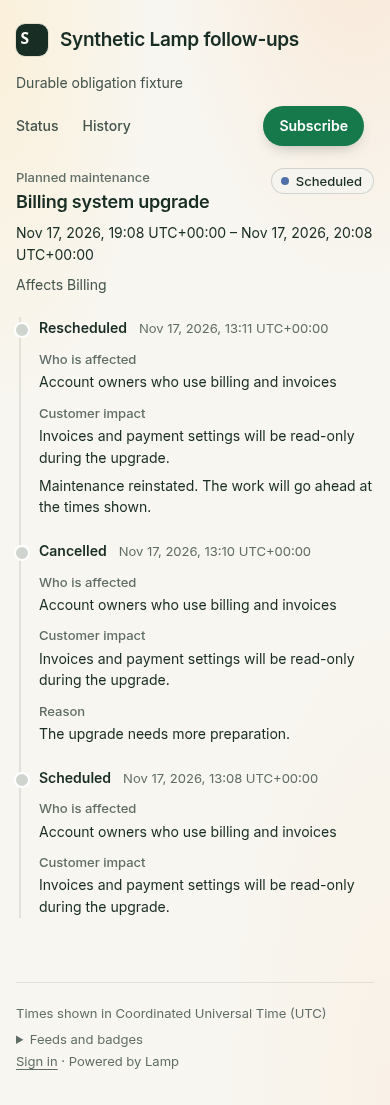 S
Synthetic Lamp follow-ups
Durable obligation fixture
Status
History
Subscribe
Planned maintenance
Scheduled
Billing system upgrade
Nov 17, 2026, 19:08 UTC+00:00 – Nov 17, 2026, 20:08
UTC+00:00
Affects Billing
Rescheduled Nov 17, 2026, 13:11 UTC+00:00
Who is affected
Account owners who use billing and invoices
Customer impact
Invoices and payment settings will be read-only
during the upgrade.
Maintenance reinstated. The work will go ahead at
the times shown.
Cancelled Nov 17, 2026, 13:10 UTC+00:00
Who is affected
Account owners who use billing and invoices
Customer impact
Invoices and payment settings will be read-only
during the upgrade.
Reason
The upgrade needs more preparation.
Scheduled Nov 17, 2026, 13:08 UTC+00:00
Who is affected
Account owners who use billing and invoices
Customer impact
Invoices and payment settings will be read-only
during the upgrade.
Times shown in Coordinated Universal Time (UTC)
Feeds and badges
Sign in · Powered by Lamp